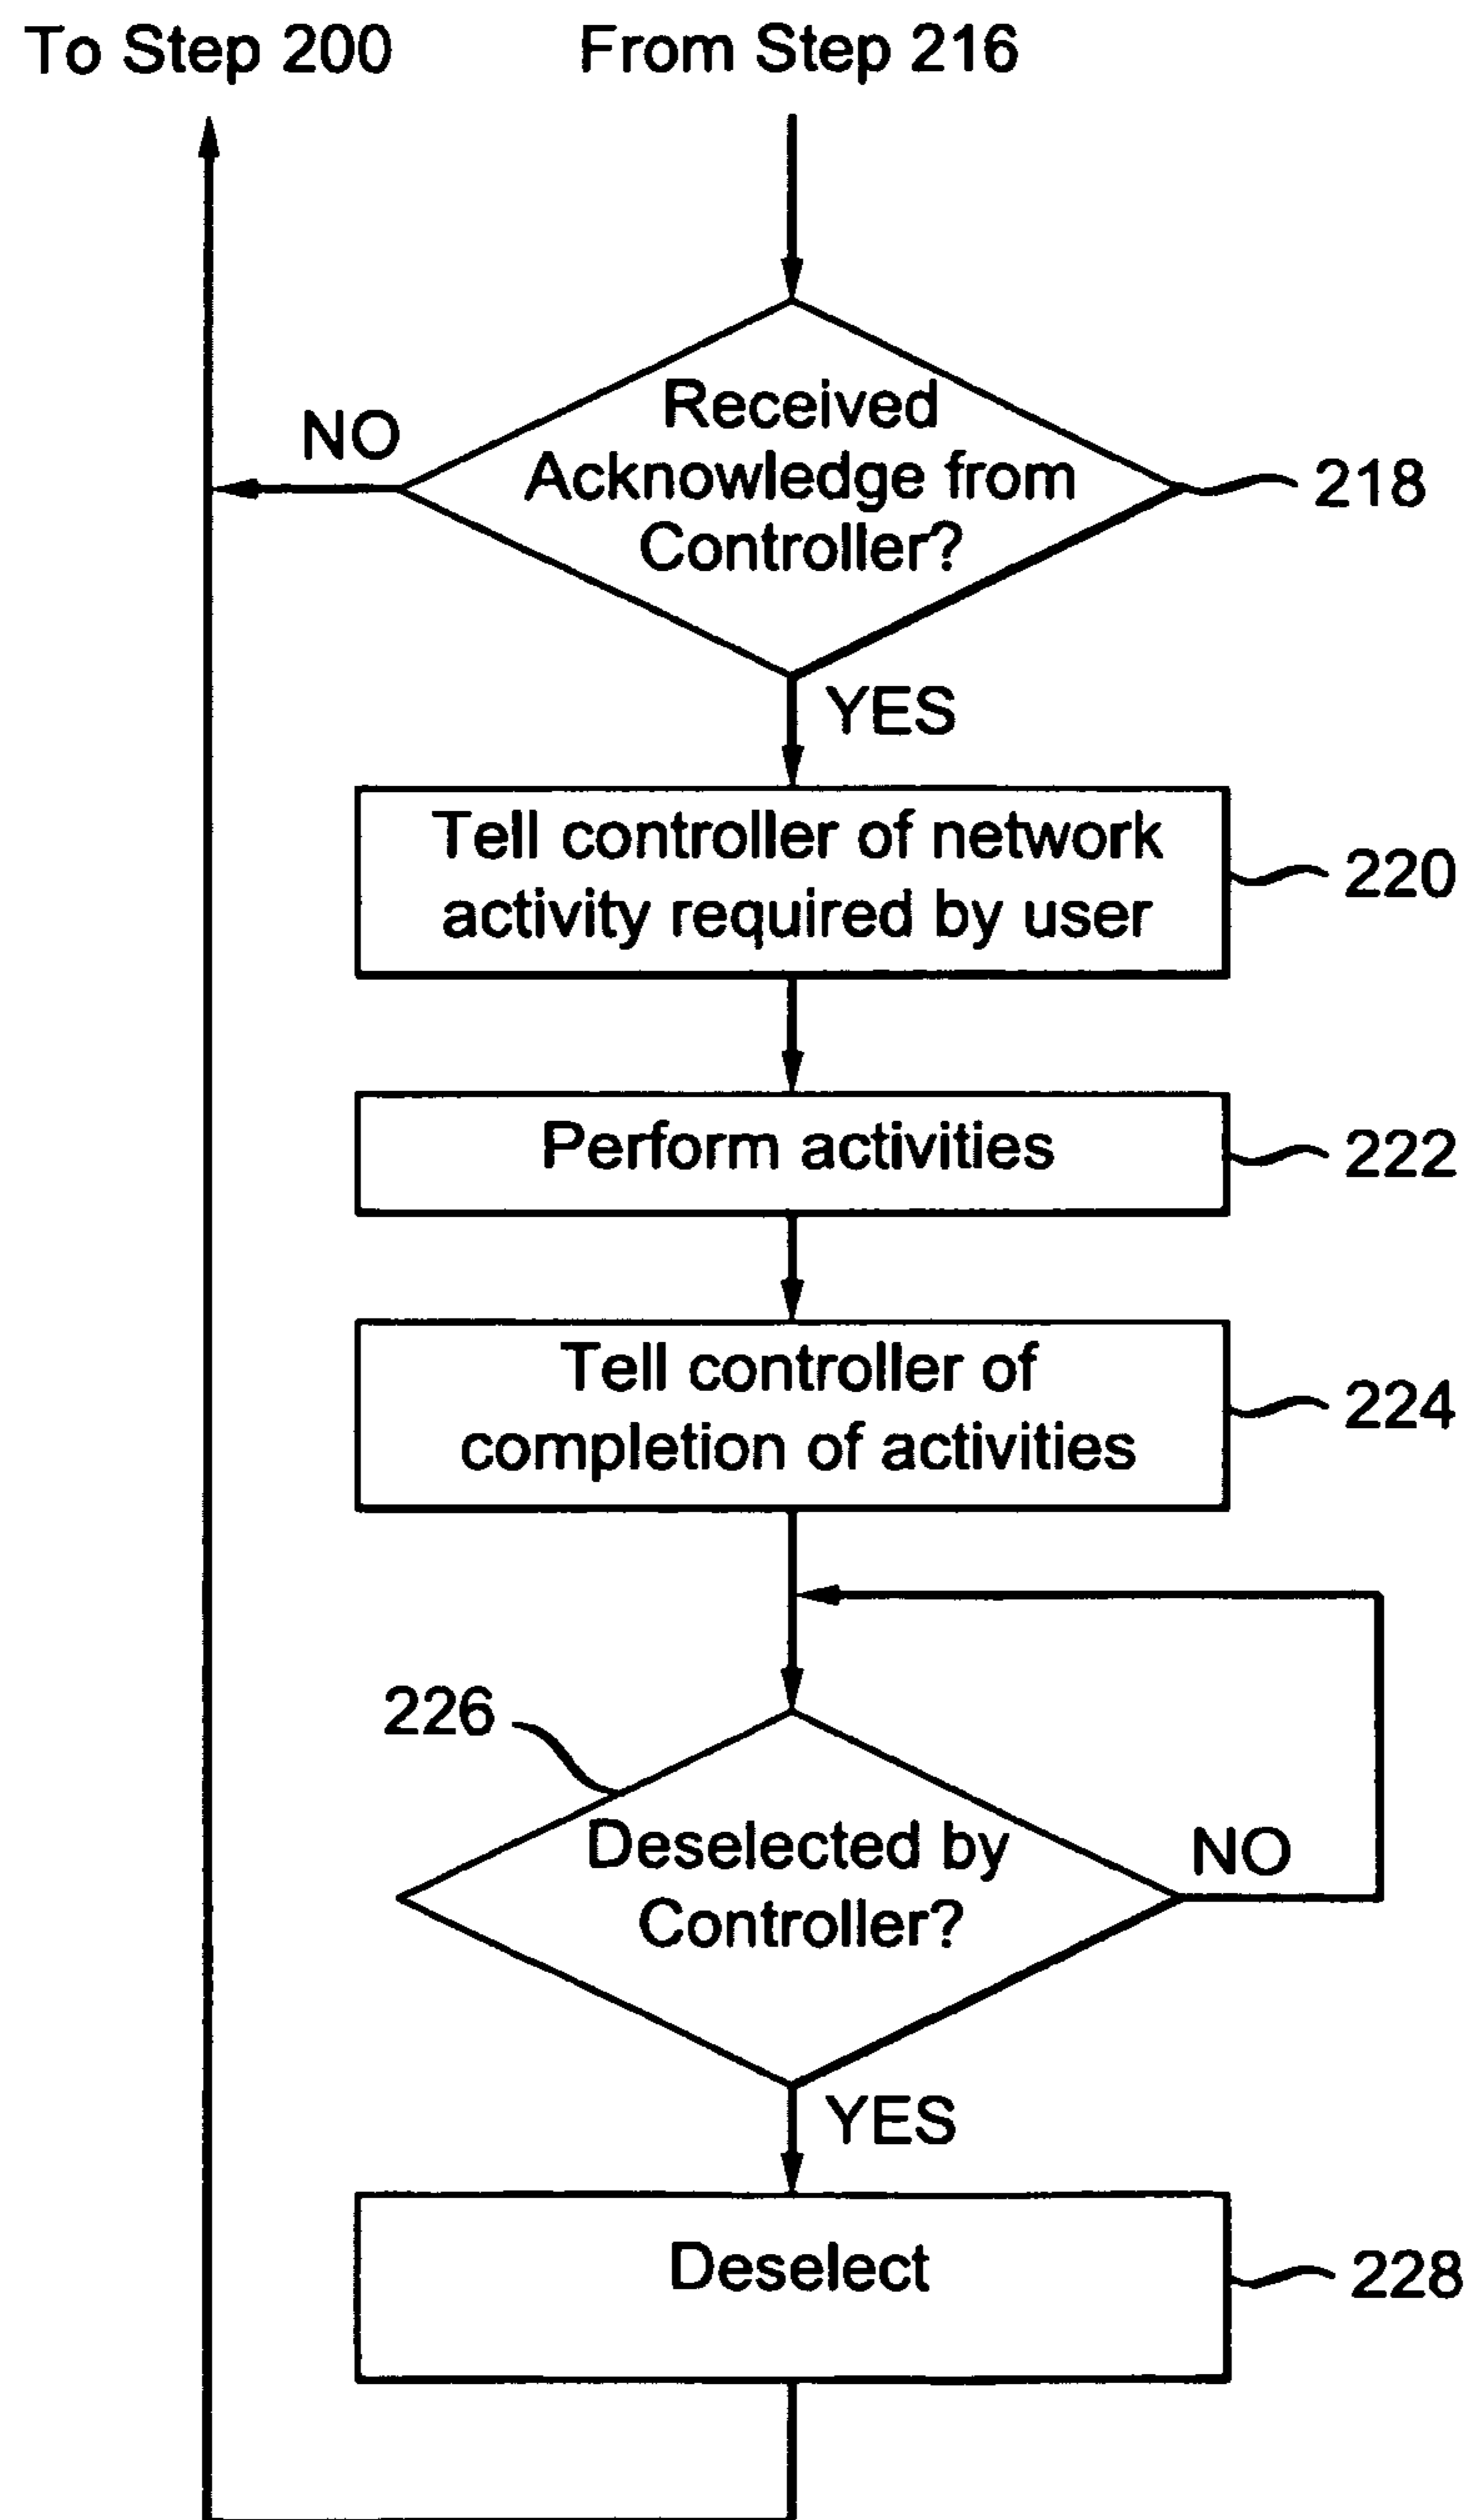 To Step 200
From Step 216
Received
Acknowledge from
Controller?
NO
218
YES
Tell controller of network
activity required by user
220
Perform activities
222
Tell controller of
completion of activities
224
226
Deselected by
Controller?
NO
YES
Deselect
228